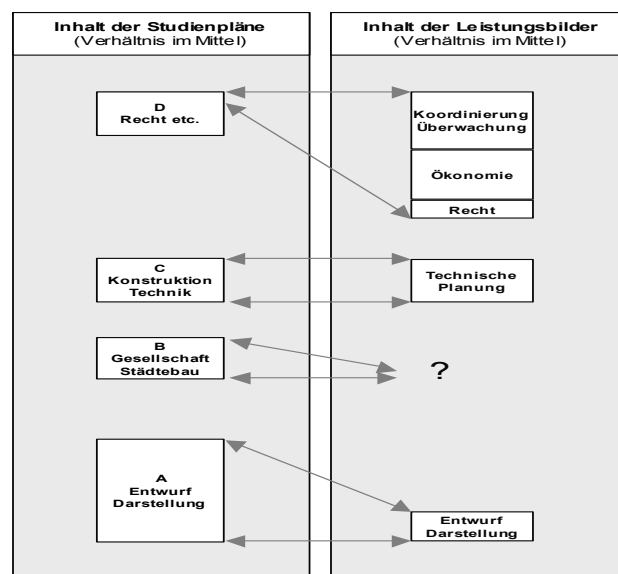 Inhalt der Studienpläne
(Verhältnis im Mittel)
D
Recht etc.
C
Konstruktion
Technik
B
Gesellschaft
Städtebau
A
Entwurf
Darstellung
Inhalt der Leistungsbilder
(Verhältnis im Mittel)
Koordinierung
Überwachung
Ökonomie
Recht
Technische
Planung
?
Entwurf
Darstellung